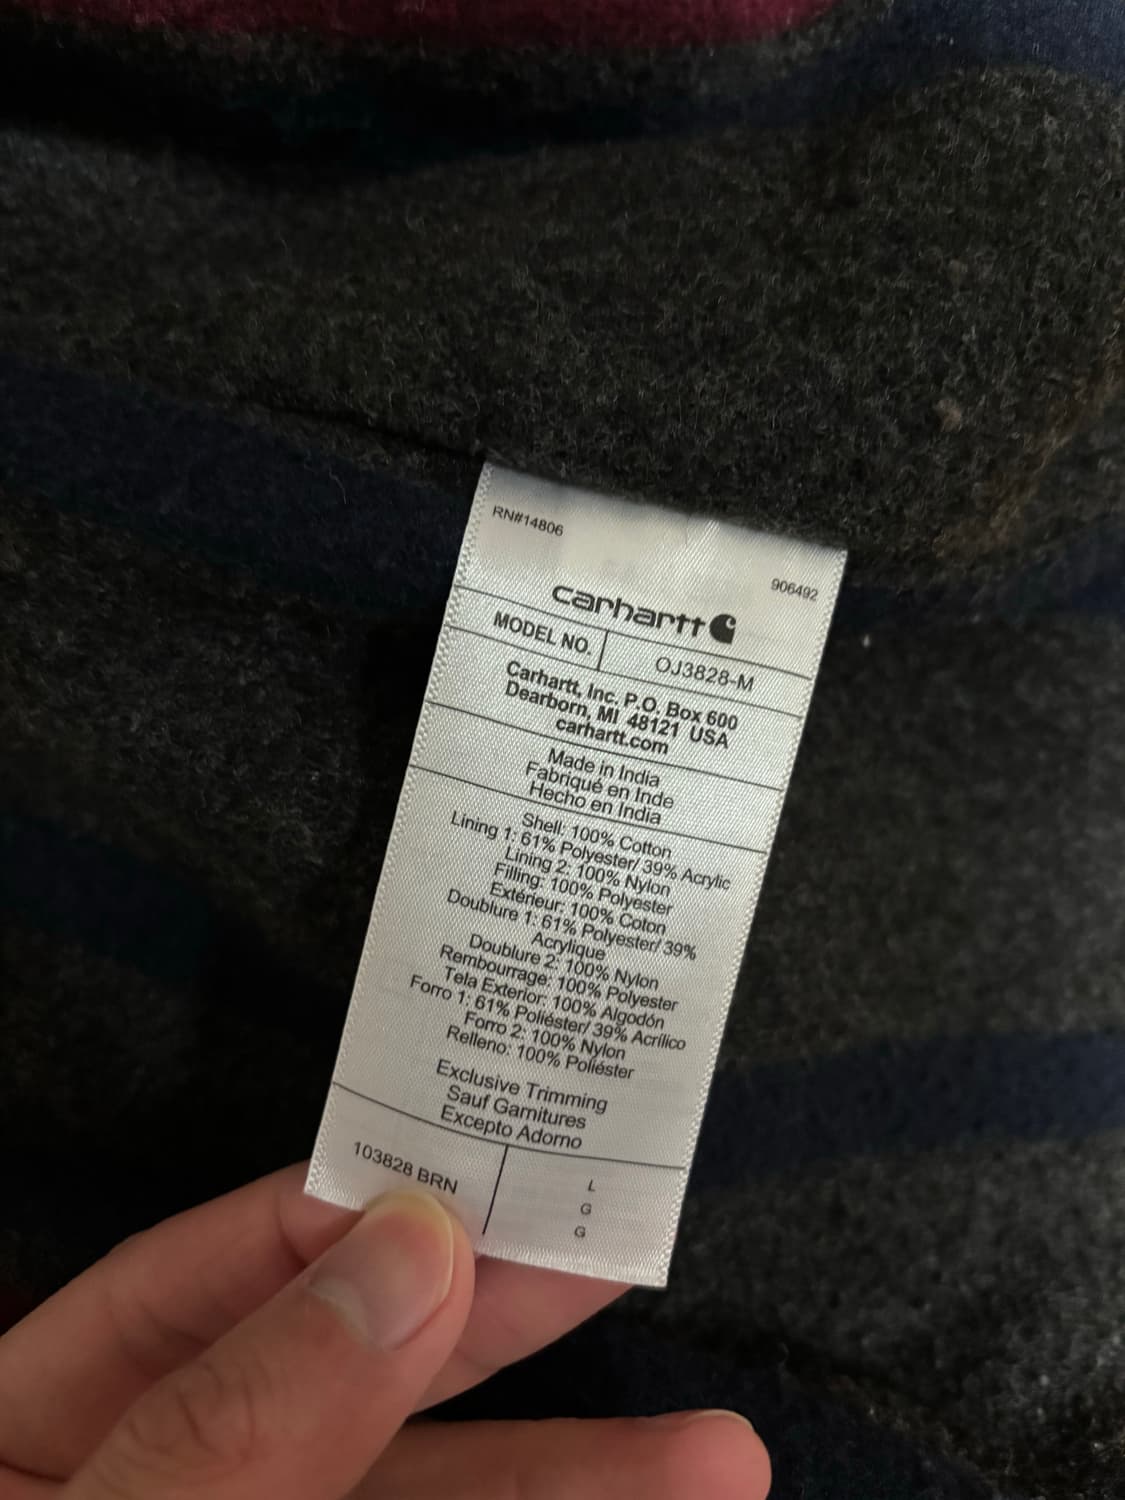 RN#14806
906492
carhartt
MODEL NO. OJ3828-M
Carhartt, Inc. P.O. Box 600
Dearborn, MI 48121 USA
carhartt.com
Made in India
Fabriqué en Inde
Hecho en India
Shell: 100% Cotton
Lining 1: 61% Polyester/ 39% Acrylic
Lining 2: 100% Nylon
Filling: 100% Polyester
Extérieur: 100% Coton
Doublure 1: 61% Polyester/ 39%
Acrylique
Doublure 2: 100% Nylon
Rembourrage: 100% Polyester
Tela Exterior: 100% Algodón
Forro 1: 61% Poliéster/ 39% Acrílico
Forro 2: 100% Nylon
Relleno: 100% Poliéster
Exclusive Trimming
Sauf Garnitures
Excepto Adorno
103828 BRN
L
G
G